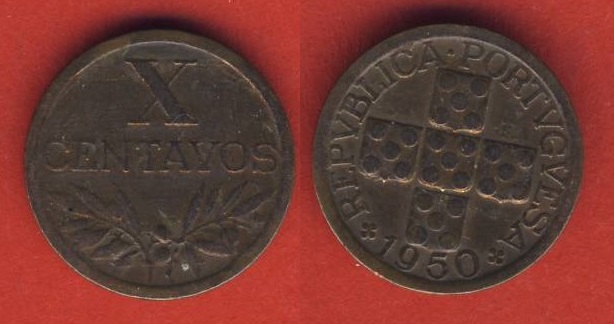 X
CENTAVOS
REPVBLICA · PORTVGVESA
1950